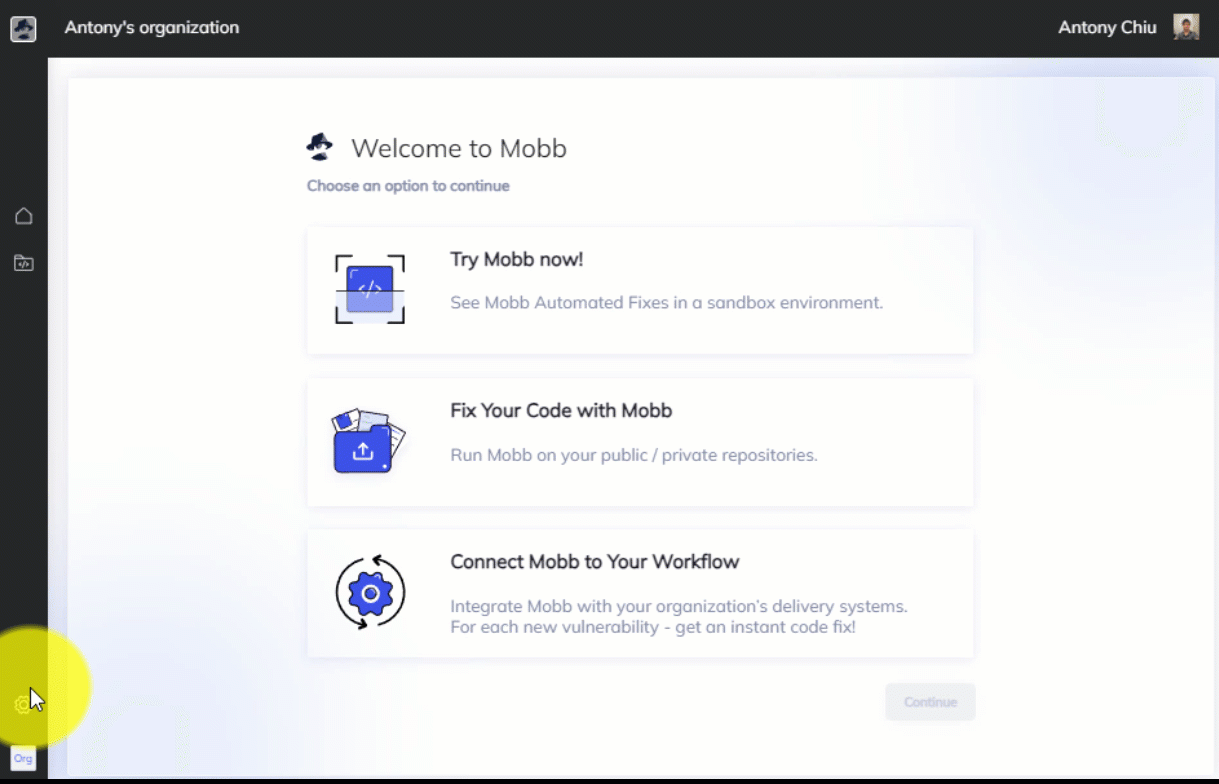 Antony's organization
Antony Chiu
Welcome to Mobb
Choose an option to continue
Try Mobb now!
See Mobb Automated Fixes in a sandbox environment.
Fix Your Code with Mobb
Run Mobb on your public / private repositories.
Connect Mobb to Your Workflow
Integrate Mobb with your organization's delivery systems.
For each new vulnerability - get an instant code fix!
Continue
Org